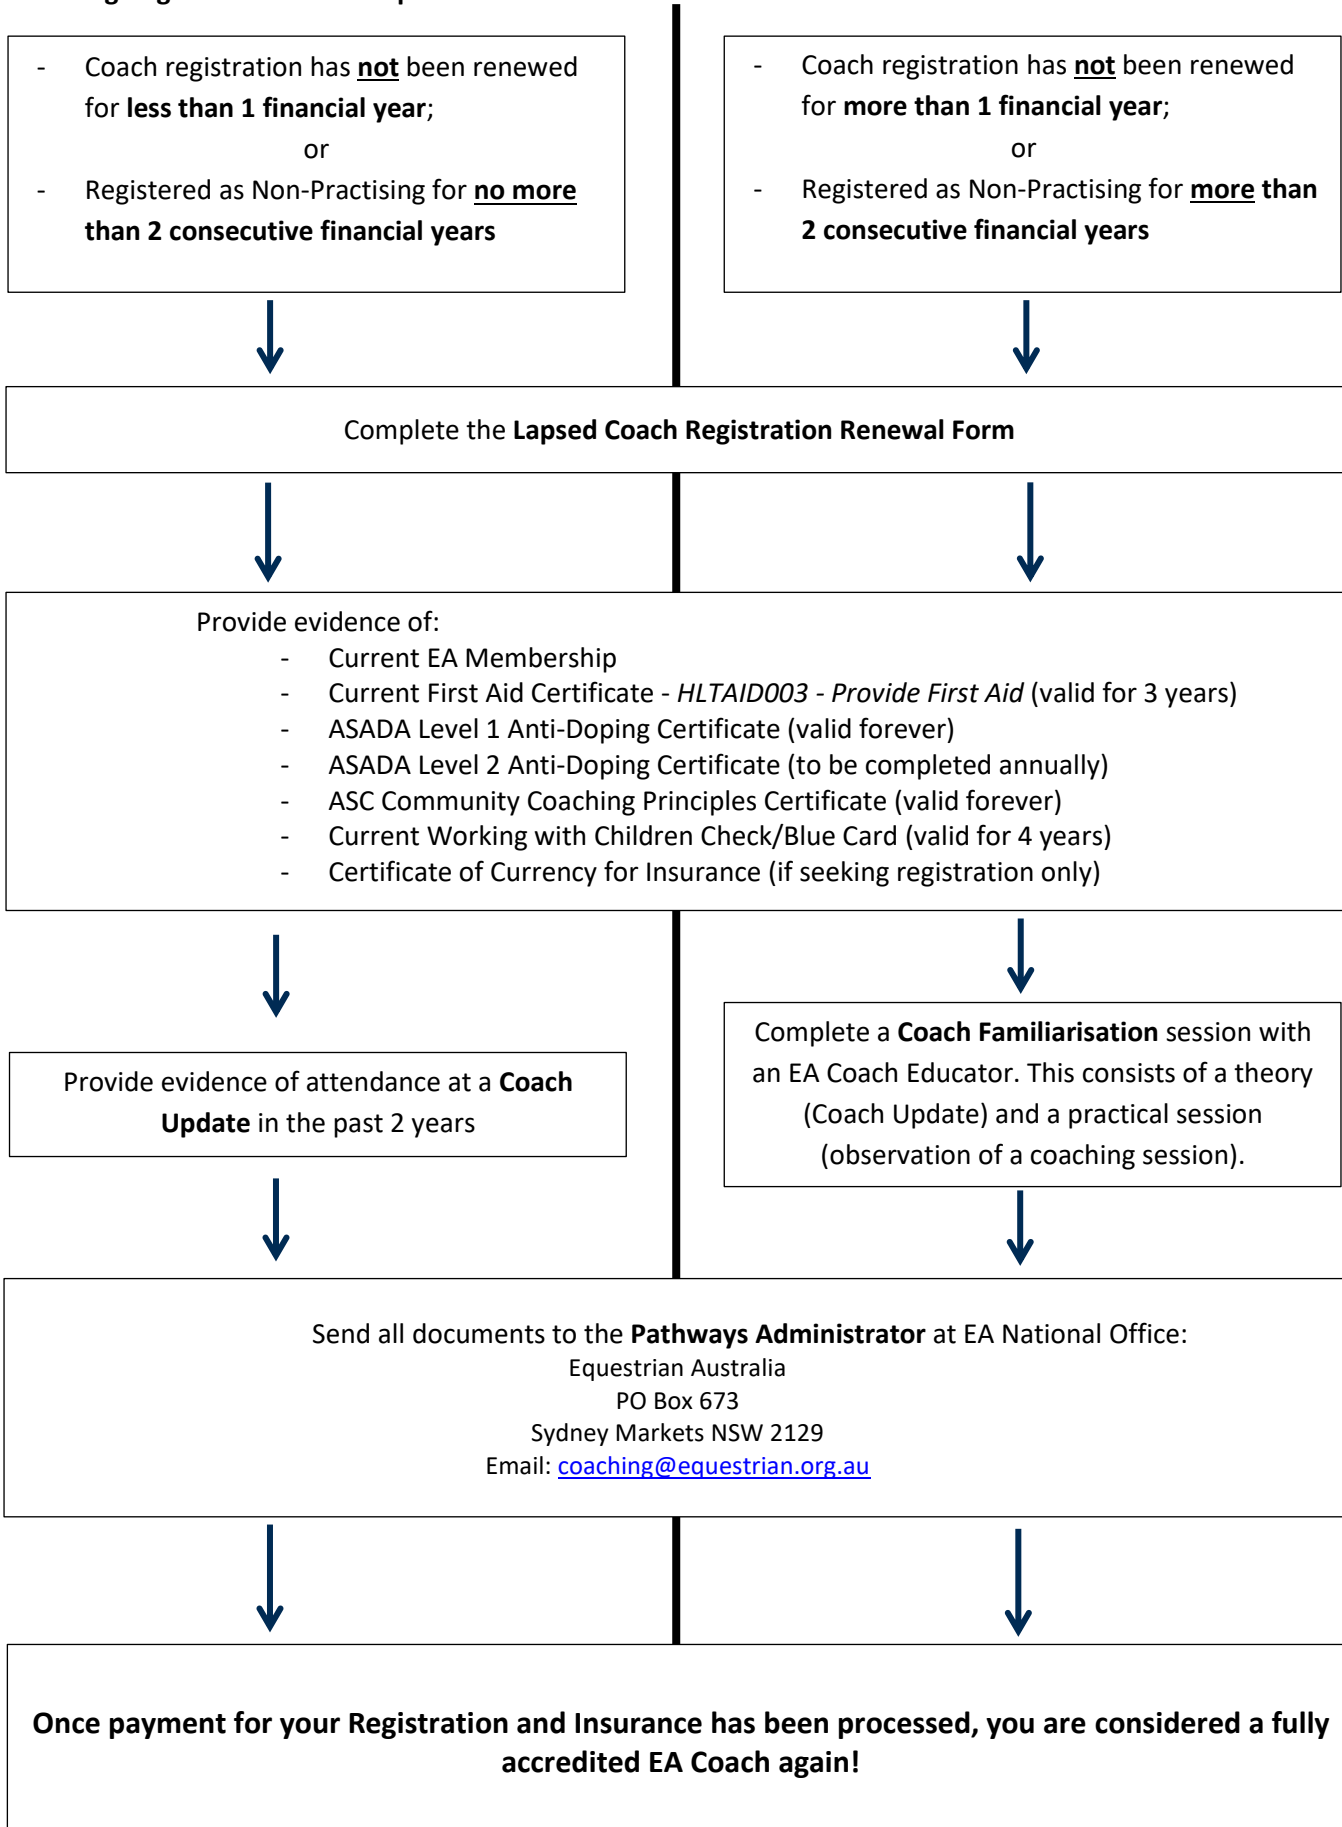 - Coach registration has not been renewed
for less than 1 financial year;
or
- Registered as Non-Practising for no more
than 2 consecutive financial years
- Coach registration has not been renewed
for more than 1 financial year;
or
- Registered as Non-Practising for more than
2 consecutive financial years
Complete the Lapsed Coach Registration Renewal Form
Provide evidence of:
- Current EA Membership
- Current First Aid Certificate - HLTAID003 - Provide First Aid (valid for 3 years)
- ASADA Level 1 Anti-Doping Certificate (valid forever)
- ASADA Level 2 Anti-Doping Certificate (to be completed annually)
- ASC Community Coaching Principles Certificate (valid forever)
- Current Working with Children Check/Blue Card (valid for 4 years)
- Certificate of Currency for Insurance (if seeking registration only)
Provide evidence of attendance at a Coach
Update in the past 2 years
Complete a Coach Familiarisation session with
an EA Coach Educator. This consists of a theory
(Coach Update) and a practical session
(observation of a coaching session).
Send all documents to the Pathways Administrator at EA National Office:
Equestrian Australia
PO Box 673
Sydney Markets NSW 2129
Email: coaching@equestrian.org.au
Once payment for your Registration and Insurance has been processed, you are considered a fully
accredited EA Coach again!